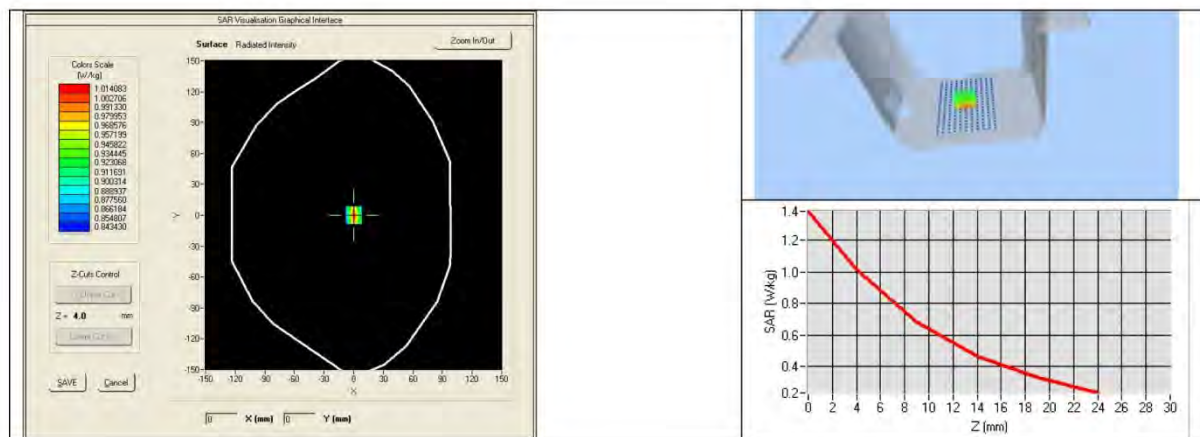 SAR Visualisation Graphical Interface
Surface Radiated Intensity
Zoom In/Out
Colors Scale
(W/kg)
1.014083
1.002706
0.991330
0.979953
0.968576
0.957199
0.945822
0.934445
0.923068
0.911691
0.900314
0.888937
0.877560
0.866184
0.854807
0.843430
150
120
90
60
30
0
-30
-60
-90
-120
-150
Y
-150 -120 -90 -60 -30 0 30 60 90 120 150
X
Z-Cuts Control
Z = 4.0 mm
SAVE Cancel
0 X (mm) 0 Y (mm)
1.4
1.2
1.0
0.8
0.6
0.4
0.2
SAR (W/kg)
0 2 4 6 8 10 12 14 16 18 20 22 24 26 28 30
Z (mm)